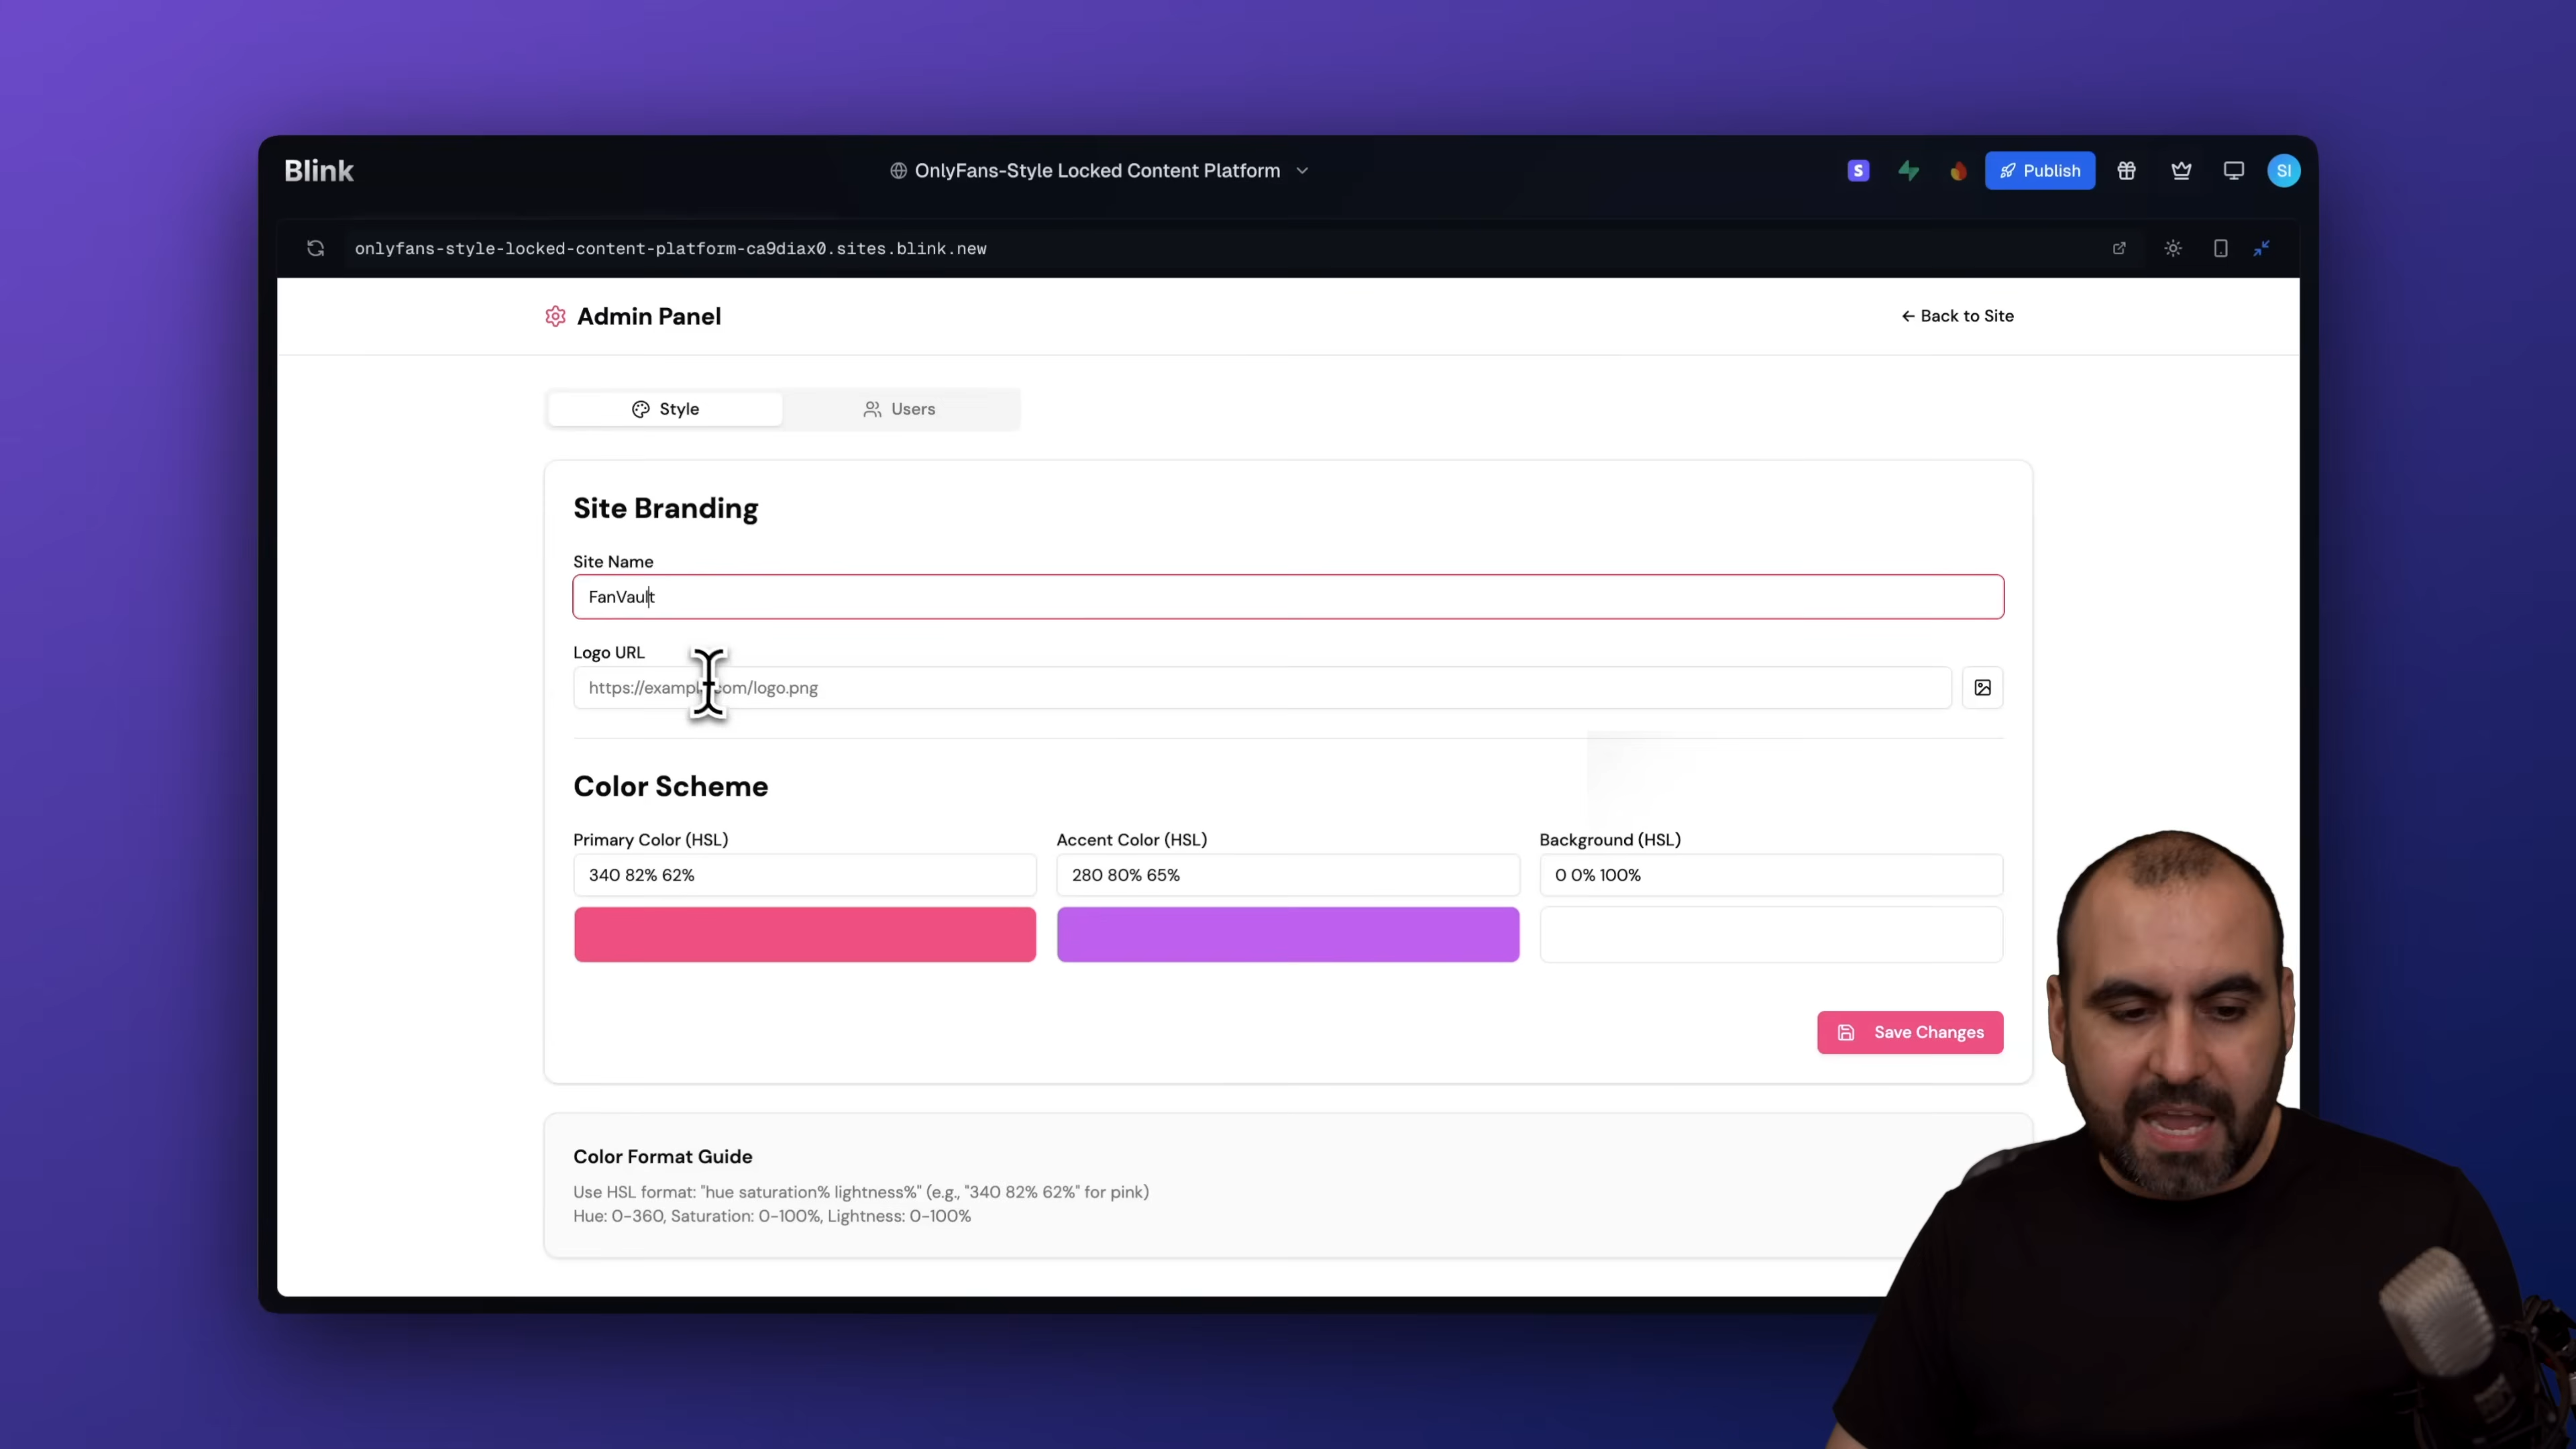 Blink
OnlyFans-Style Locked Content Platform
S
Publish
SI
onlyfans-style-locked-content-platform-ca9diax0.sites.blink.new
Admin Panel
← Back to Site
Style
Users
Site Branding
Site Name
FanVault
Logo URL
https://example.com/logo.png
Color Scheme
Primary Color (HSL)
Accent Color (HSL)
Background (HSL)
340 82% 62%
280 80% 65%
0 0% 100%
Save Changes
Color Format Guide
Use HSL format: "hue saturation% lightness%" (e.g., "340 82% 62%" for pink)
Hue: 0-360, Saturation: 0-100%, Lightness: 0-100%